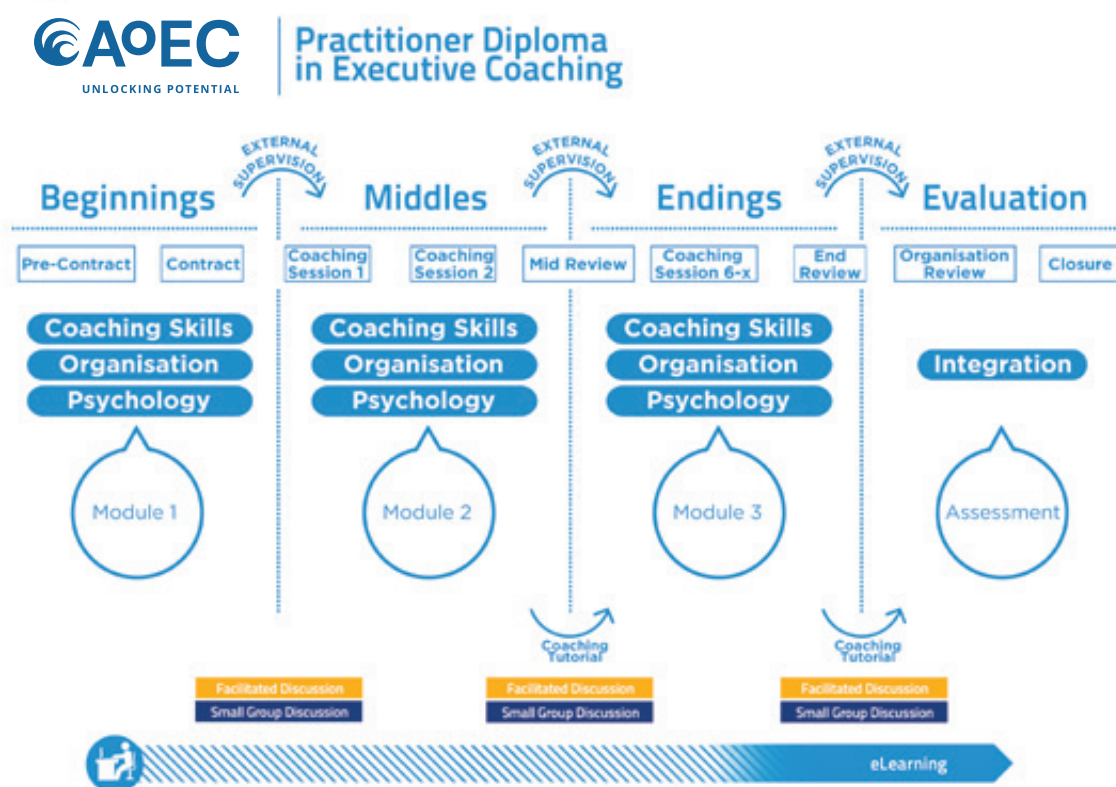 AOEC
UNLOCKING POTENTIAL
Practitioner Diploma
in Executive Coaching
EXTERNAL
SUPERVISION
EXTERNAL
SUPERVISION
EXTERNAL
SUPERVISION
Beginnings
Middles
Endings
Evaluation
Pre-Contract
Contract
Coaching
Session 1
Coaching
Session 2
Mid Review
Coaching
Session 6-x
End
Review
Organisation
Review
Closure
Coaching Skills
Organisation
Psychology
Coaching Skills
Organisation
Psychology
Coaching Skills
Organisation
Psychology
Integration
Module 1
Module 2
Module 3
Assessment
Coaching
Tutorial
Coaching
Tutorial
Facilitated Discussion
Small Group Discussion
Facilitated Discussion
Small Group Discussion
Facilitated Discussion
Small Group Discussion
eLearning